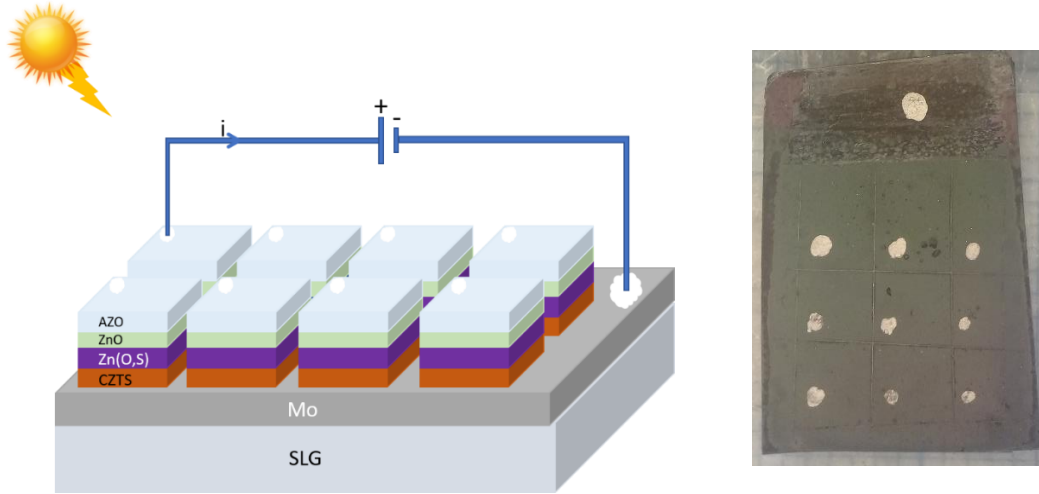 +
-
i
AZO
ZnO
Zn(O,S)
CZTS
Mo
SLG